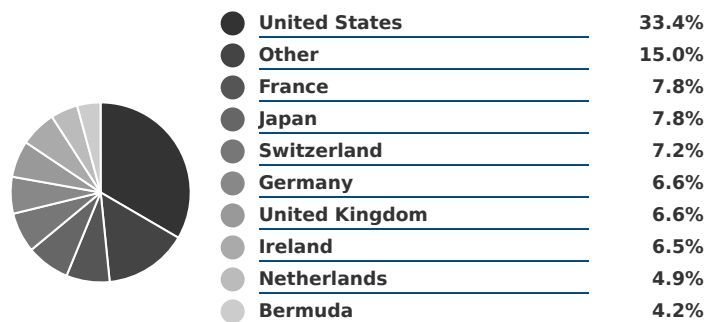 United States 33.4%
Other 15.0%
France 7.8%
Japan 7.8%
Switzerland 7.2%
Germany 6.6%
United Kingdom 6.6%
Ireland 6.5%
Netherlands 4.9%
Bermuda 4.2%